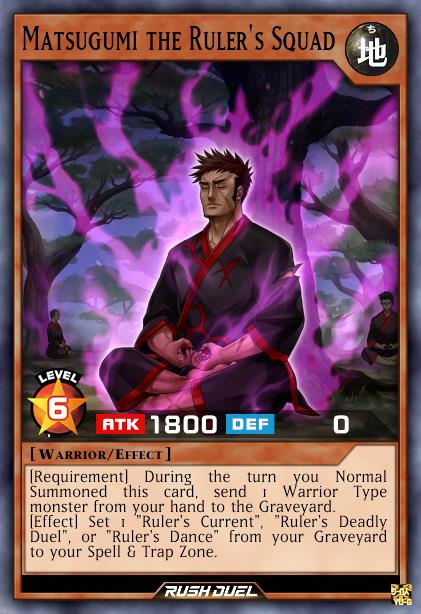 Matsugumi the Ruler's Squad
ち
地
LEVEL
6
ATK 1800 DEF 0
[Warrior/Effect]
[Requirement] During the turn you Normal
Summoned this card, send 1 Warrior Type
monster from your hand to the Graveyard.
[Effect] Set 1 "Ruler's Current", "Ruler's Deadly
Duel", or "Ruler's Dance" from your Graveyard
to your Spell & Trap Zone.
RUSH DUEL